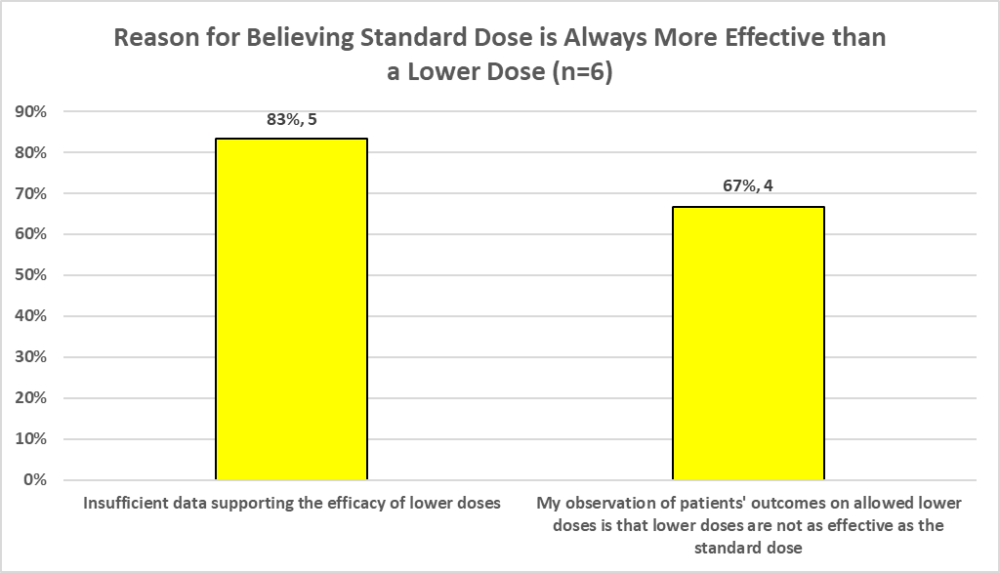 Reason for Believing Standard Dose is Always More Effective than
a Lower Dose (n=6)
90%
80%
70%
60%
50%
40%
30%
20%
10%
0%
83%, 5
67%, 4
Insufficient data supporting the efficacy of lower doses
My observation of patients' outcomes on allowed lower
doses is that lower doses are not as effective as the
standard dose